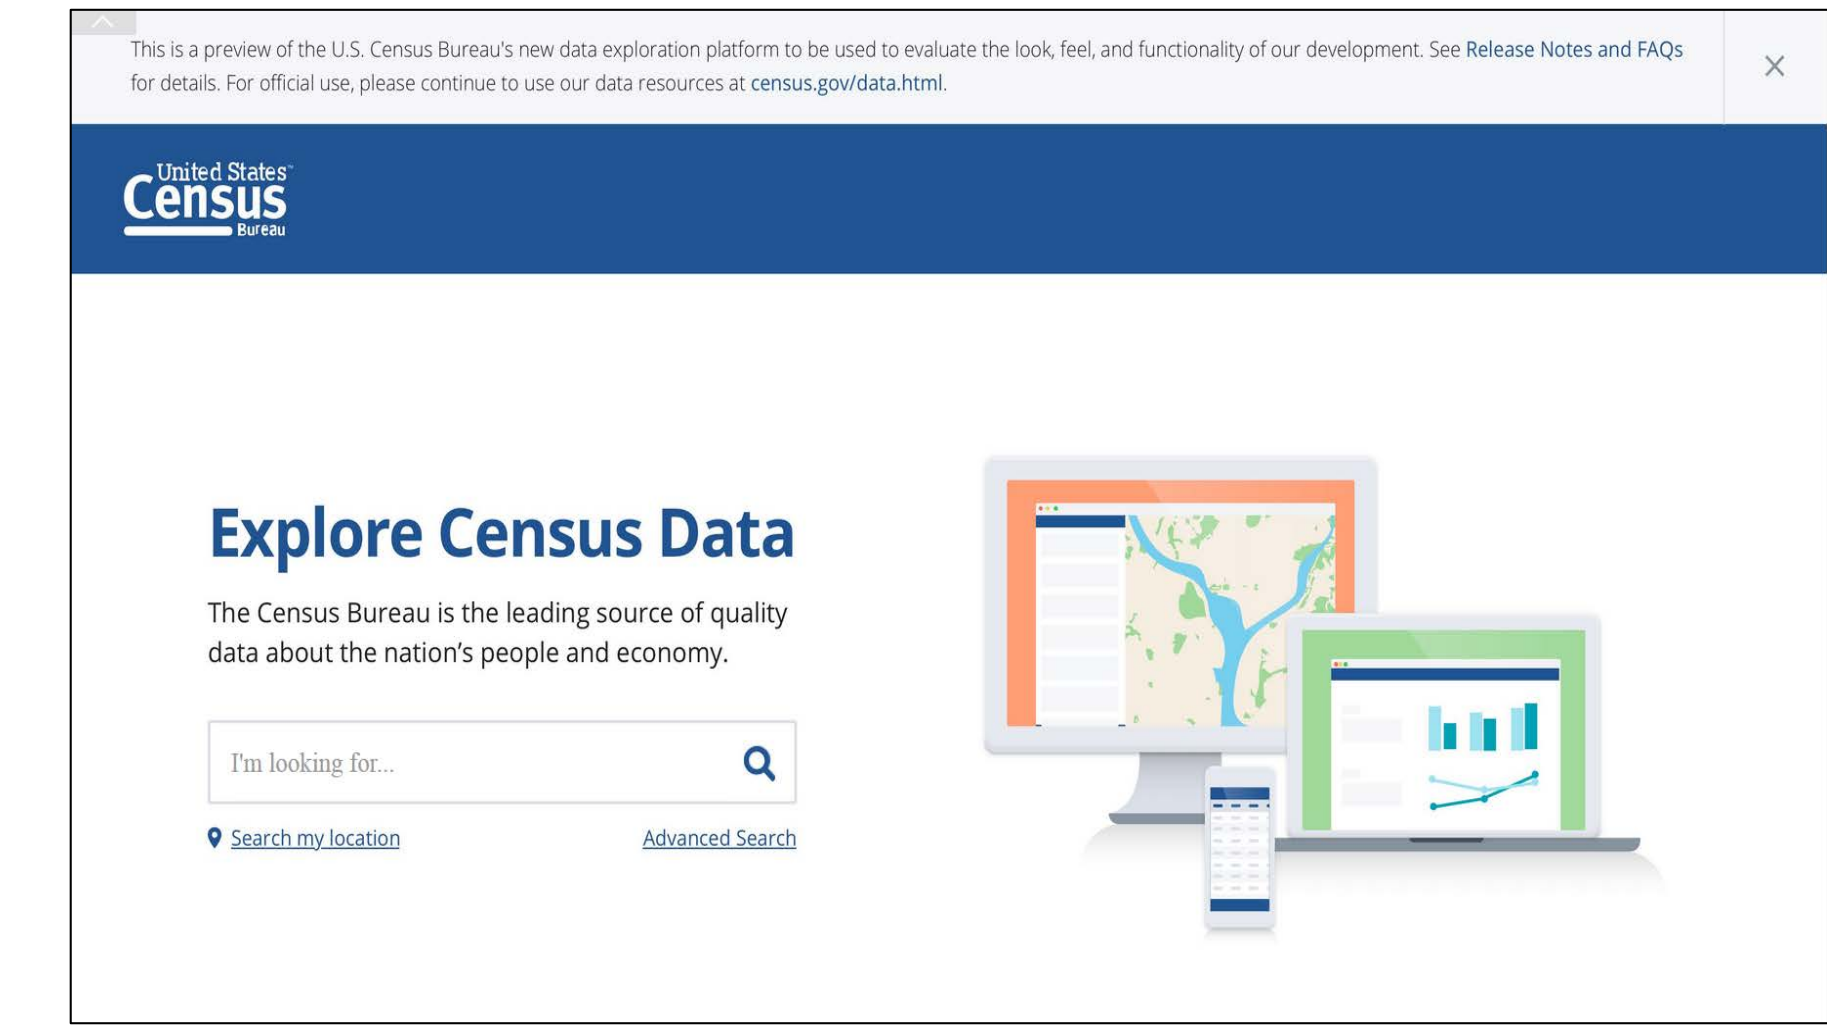 This is a preview of the U.S. Census Bureau's new data exploration platform to be used to evaluate the look, feel, and functionality of our development. See Release Notes and FAQs
for details. For official use, please continue to use our data resources at census.gov/data.html.
United States™
Census
Bureau
Explore Census Data
The Census Bureau is the leading source of quality
data about the nation's people and economy.
I'm looking for...
Search my location
Advanced Search